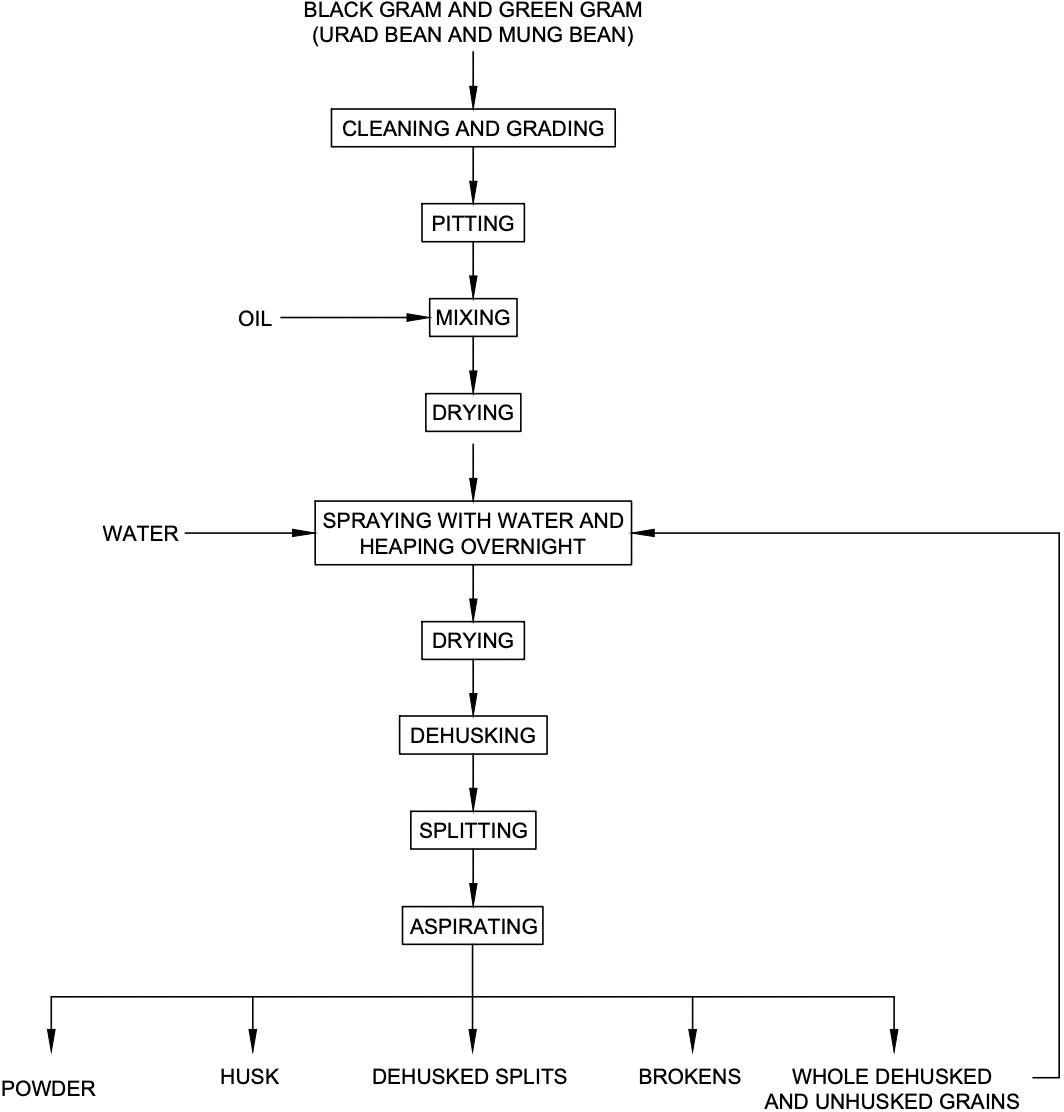 BLACK GRAM AND GREEN GRAM
(URAD BEAN AND MUNG BEAN)
CLEANING AND GRADING
PITTING
OIL
MIXING
DRYING
WATER
SPRAYING WITH WATER AND
HEAPING OVERNIGHT
DRYING
DEHUSKING
SPLITTING
ASPIRATING
POWDER
HUSK
DEHUSKED SPLITS
BROKENS
WHOLE DEHUSKED
AND UNHUSKED GRAINS